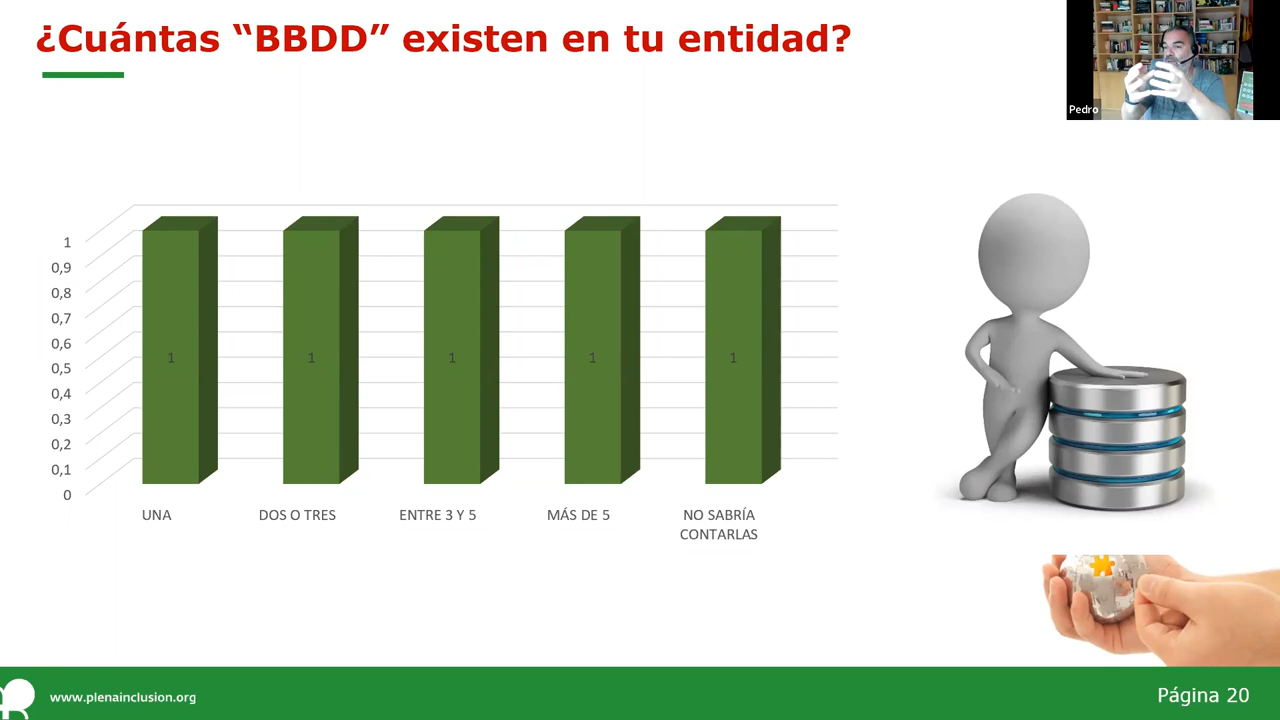 ¿Cuántas “BBDD” existen en tu entidad?
Pedro
1
0,9
0,8
0,7
0,6
0,5
0,4
0,3
0,2
0,1
0
1 1 1 1 1
UNA DOS O TRES ENTRE 3 Y 5 MÁS DE 5 NO SABRÍA
CONTARLAS
www.plenainclusion.org
Página 20